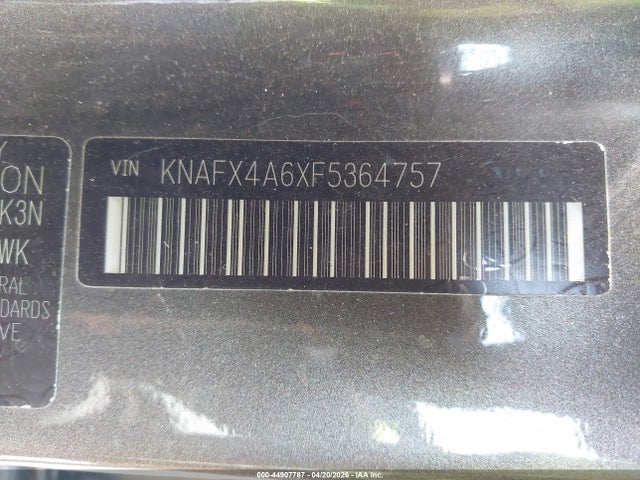 Y
ON
K3N
WK
RAL
NDARDS
VE
VIN KNAFX4A6XF5364757
000-44907787 | 04/20/2026 - IAA Inc.